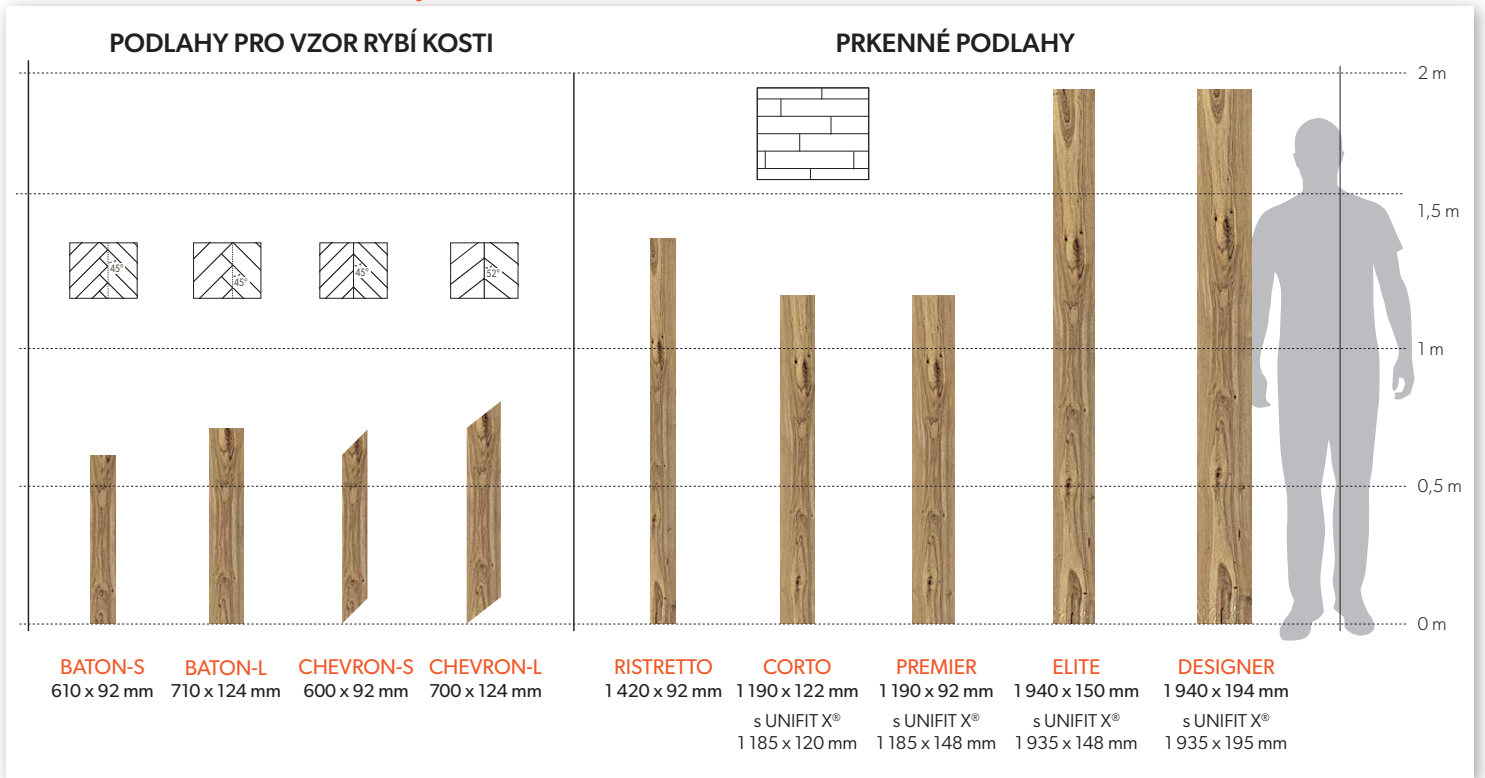 PODLAHY PRO VZOR RYBÍ KOSTI
PRKENNÉ PODLAHY
2 m
1,5 m
1 m
0,5 m
0 m
45°
45°
45°
52°
BATON-S
610 x 92 mm
BATON-L
710 x 124 mm
CHEVRON-S
600 x 92 mm
CHEVRON-L
700 x 124 mm
RISTRETTO
1 420 x 92 mm
CORTO
1 190 x 122 mm
s UNIFIT X®
1 185 x 120 mm
PREMIER
1 190 x 92 mm
s UNIFIT X®
1 185 x 148 mm
ELITE
1 940 x 150 mm
s UNIFIT X®
1 935 x 148 mm
DESIGNER
1 940 x 194 mm
s UNIFIT X®
1 935 x 195 mm